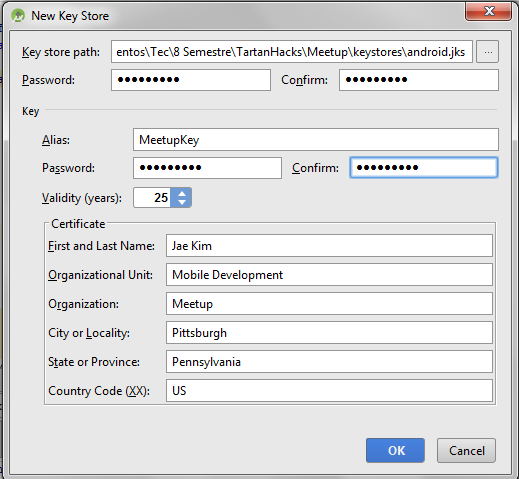 New Key Store
Key store path: entos\Tec\8 Semestre\TartanHacks\Meetup\keystores\android.jks ...
Password: ●●●●●●●●● Confirm: ●●●●●●●●●
Key
Alias: MeetupKey
Password: ●●●●●●●●● Confirm: ●●●●●●●●●
Validity (years): 25
Certificate
First and Last Name: Jae Kim
Organizational Unit: Mobile Development
Organization: Meetup
City or Locality: Pittsburgh
State or Province: Pennsylvania
Country Code (XX): US
OK Cancel